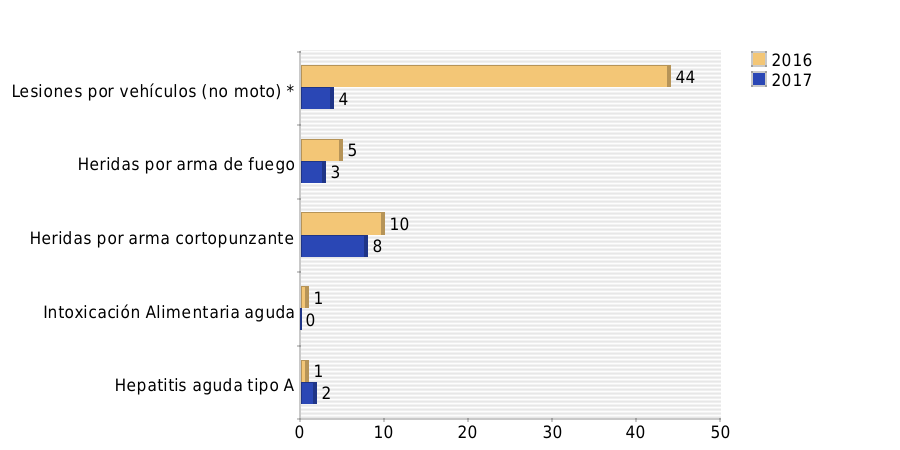 2016
2017
Lesiones por vehículos (no moto) *
44
4
Heridas por arma de fuego
5
3
Heridas por arma cortopunzante
10
8
Intoxicación Alimentaria aguda
1
0
Hepatitis aguda tipo A
1
2
0 10 20 30 40 50